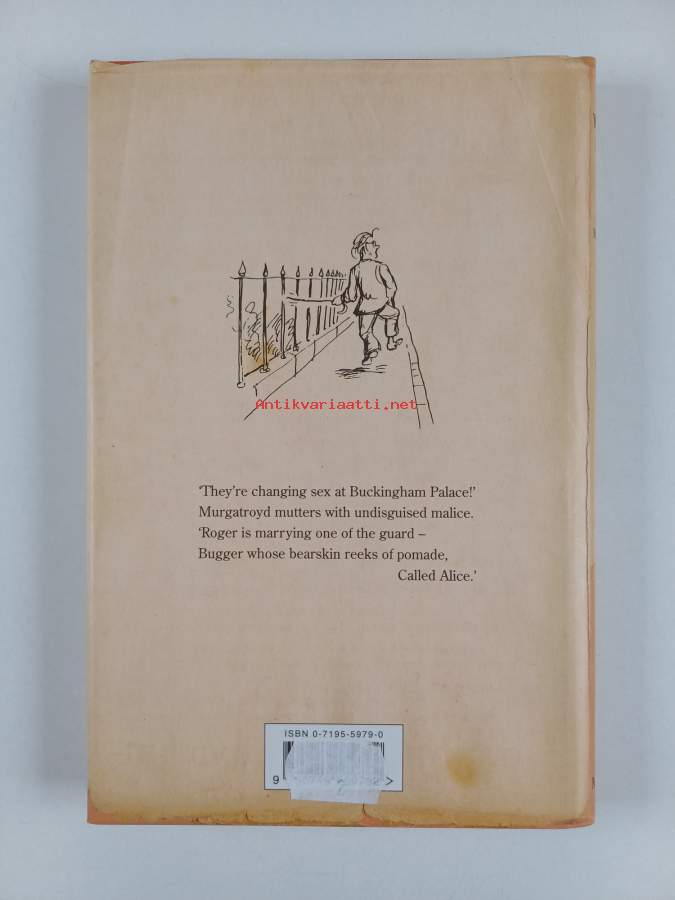 Antikvariaatti.net
‘They're changing sex at Buckingham Palace!’
Murgatroyd mutters with undisguised malice.
‘Roger is marrying one of the guard –
Bugger whose bearskin reeks of pomade,
Called Alice.’
ISBN 0-7195-5979-0
9
>